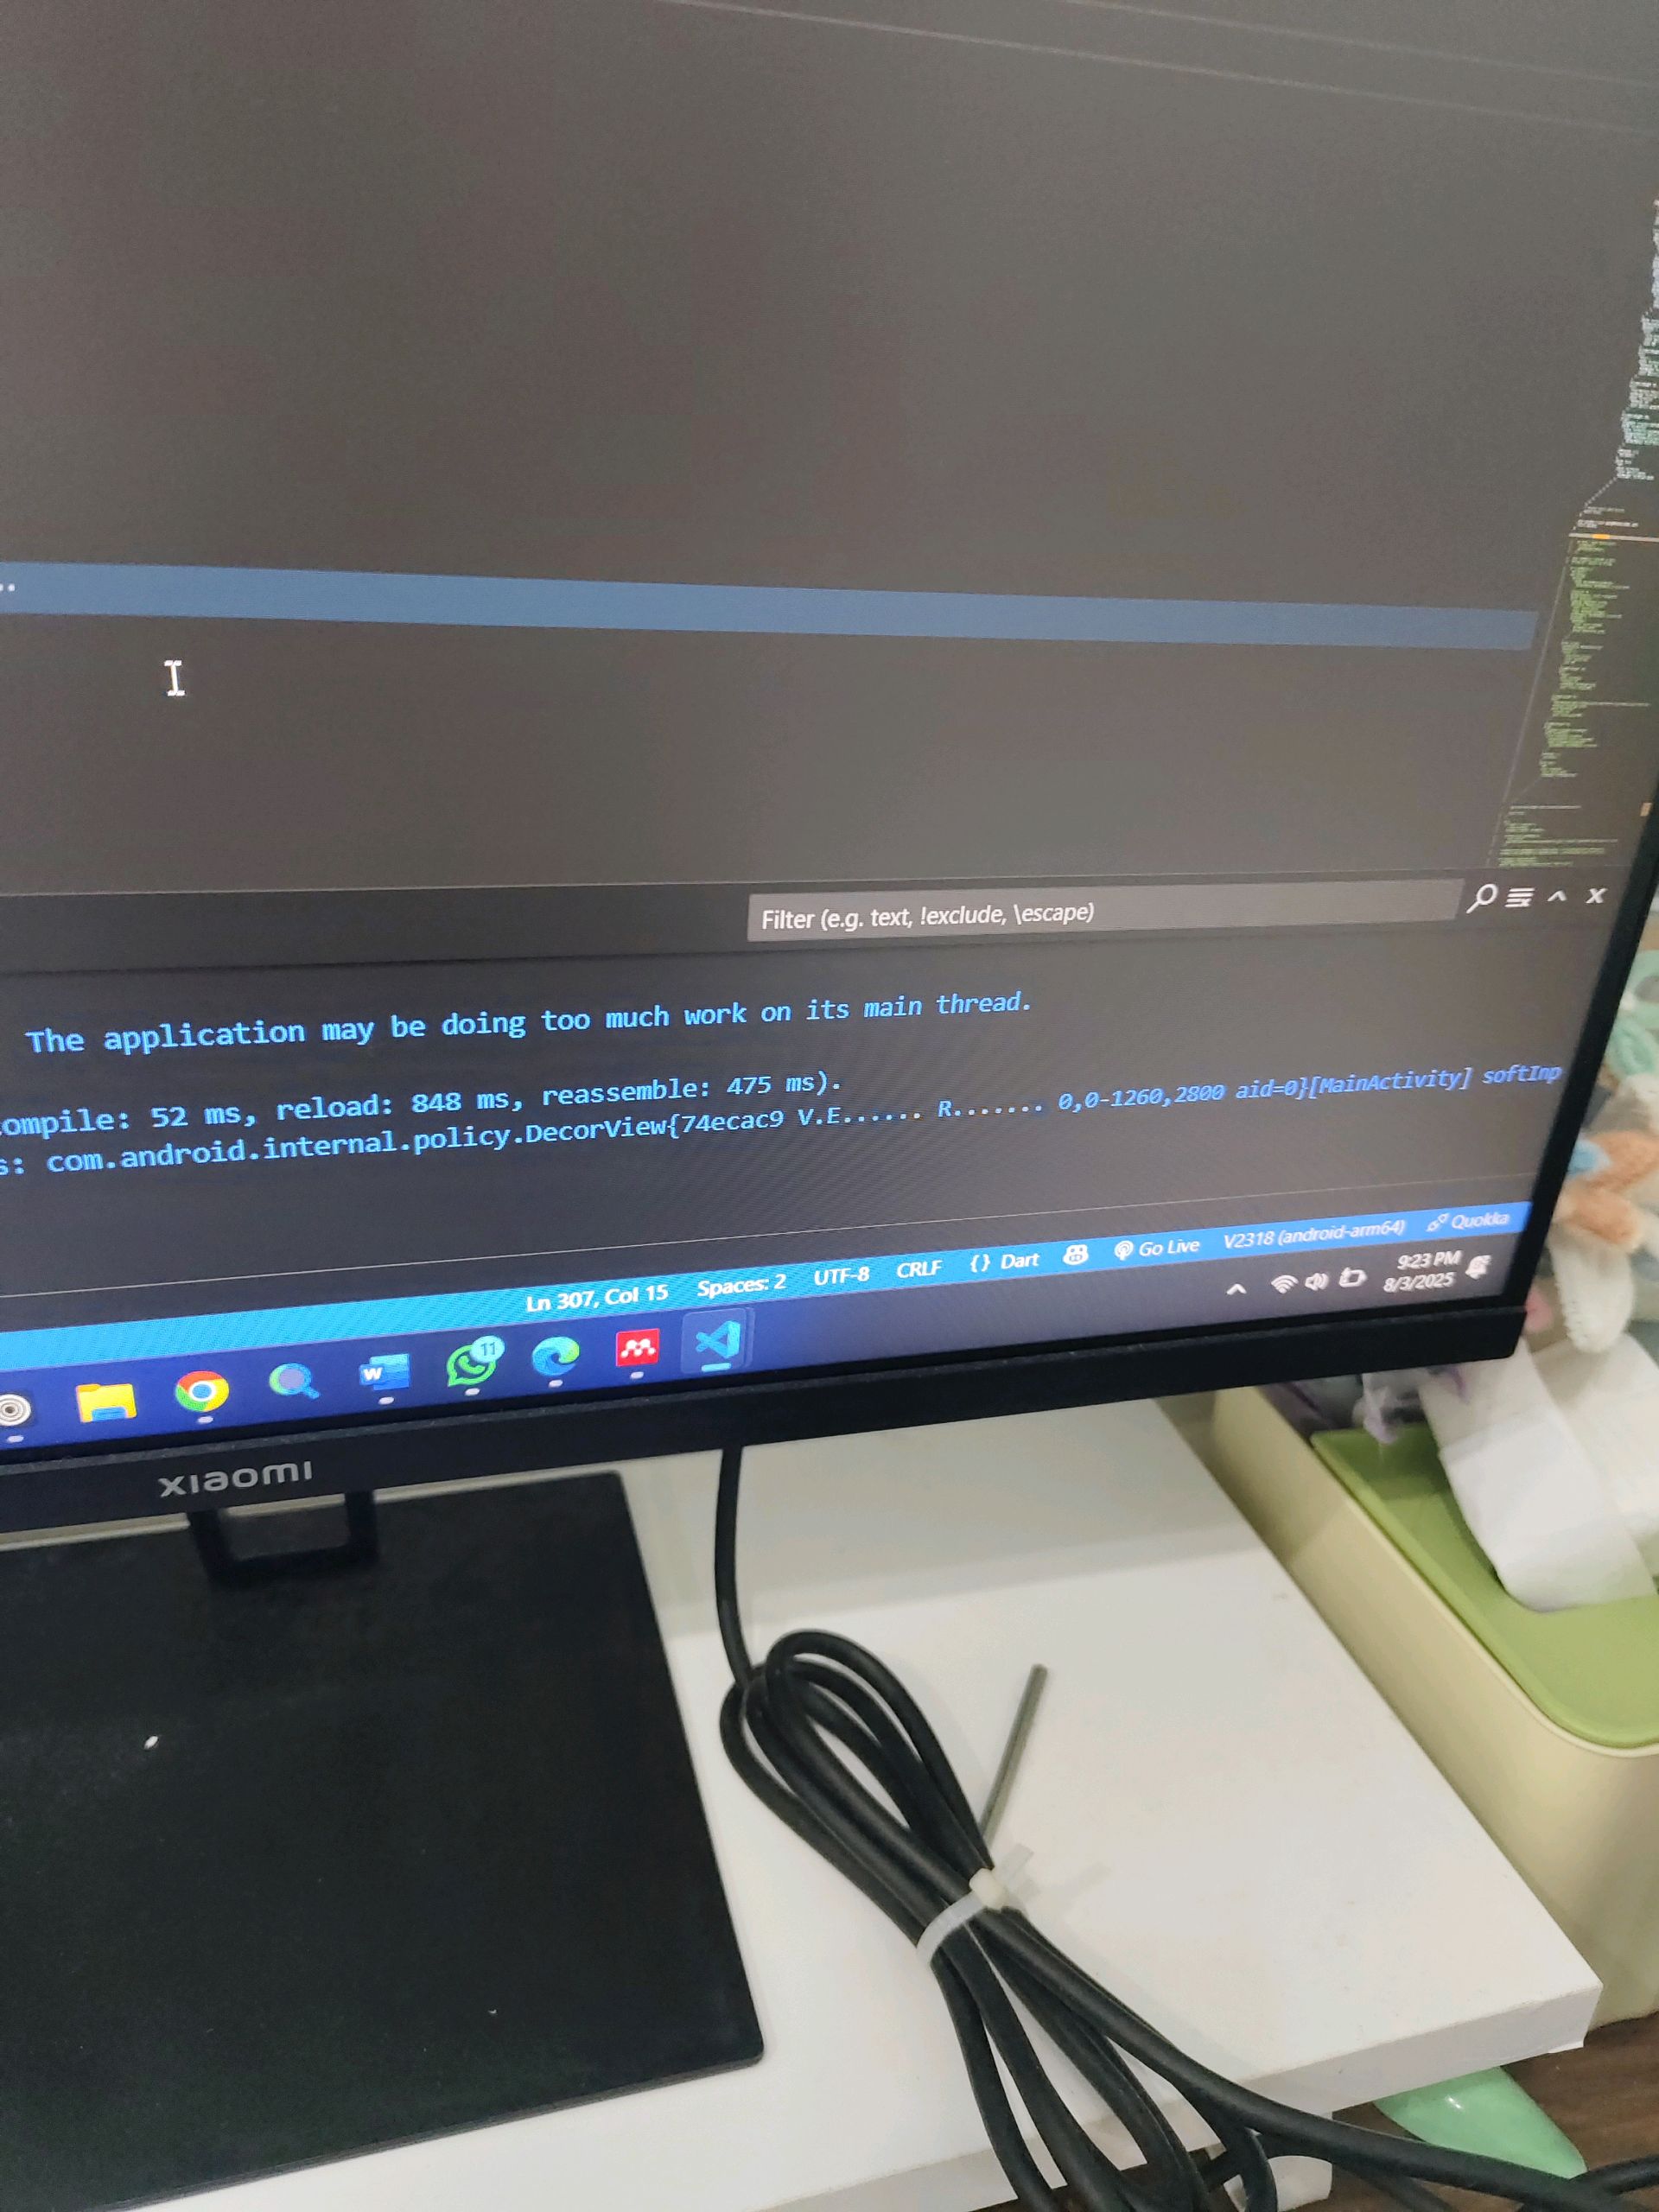 ..
Filter (e.g. text, !exclude, \escape)
The application may be doing too much work on its main thread.
ompile: 52 ms, reload: 848 ms, reassemble: 475 ms).
s: com.android.internal.policy.DecorView{74ecac9 V.E...... R....... 0,0-1260,2800 aid=0}[MainActivity] softInp
Ln 307, Col 15 Spaces: 2 UTF-8 CRLF {} Dart Go Live V2318 (android-arm64) Quokka
9:23 PM
8/3/2025
W 11
xiaomi